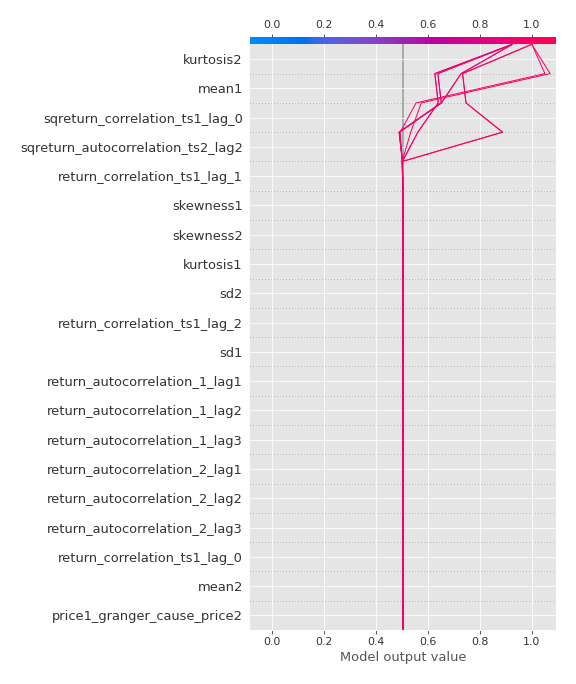 0.0 0.2 0.4 0.6 0.8 1.0
kurtosis2
mean1
sqreturn_correlation_ts1_lag_0
sqreturn_autocorrelation_ts2_lag2
return_correlation_ts1_lag_1
skewness1
skewness2
kurtosis1
sd2
return_correlation_ts1_lag_2
sd1
return_autocorrelation_1_lag1
return_autocorrelation_1_lag2
return_autocorrelation_1_lag3
return_autocorrelation_2_lag1
return_autocorrelation_2_lag2
return_autocorrelation_2_lag3
return_correlation_ts1_lag_0
mean2
price1_granger_cause_price2
0.0 0.2 0.4 0.6 0.8 1.0
Model output value